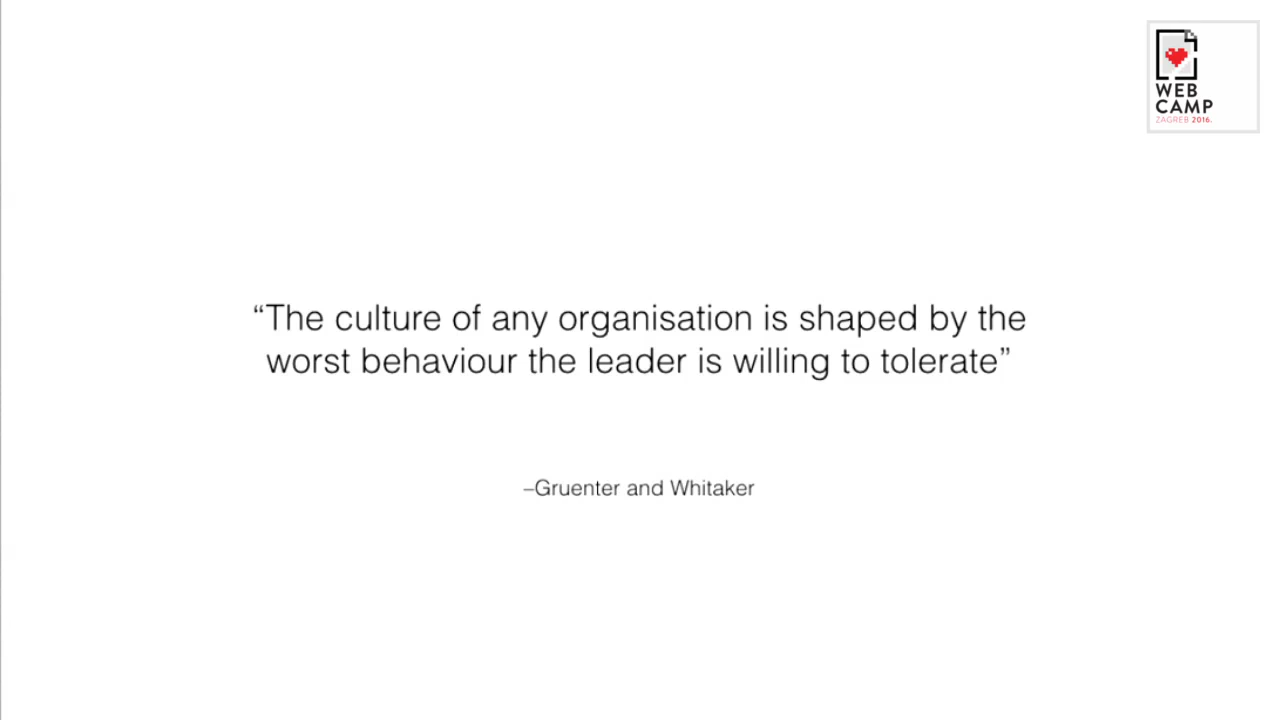 WEB
CAMP
ZAGREB 2016.
“The culture of any organisation is shaped by the
worst behaviour the leader is willing to tolerate”
–Gruenter and Whitaker